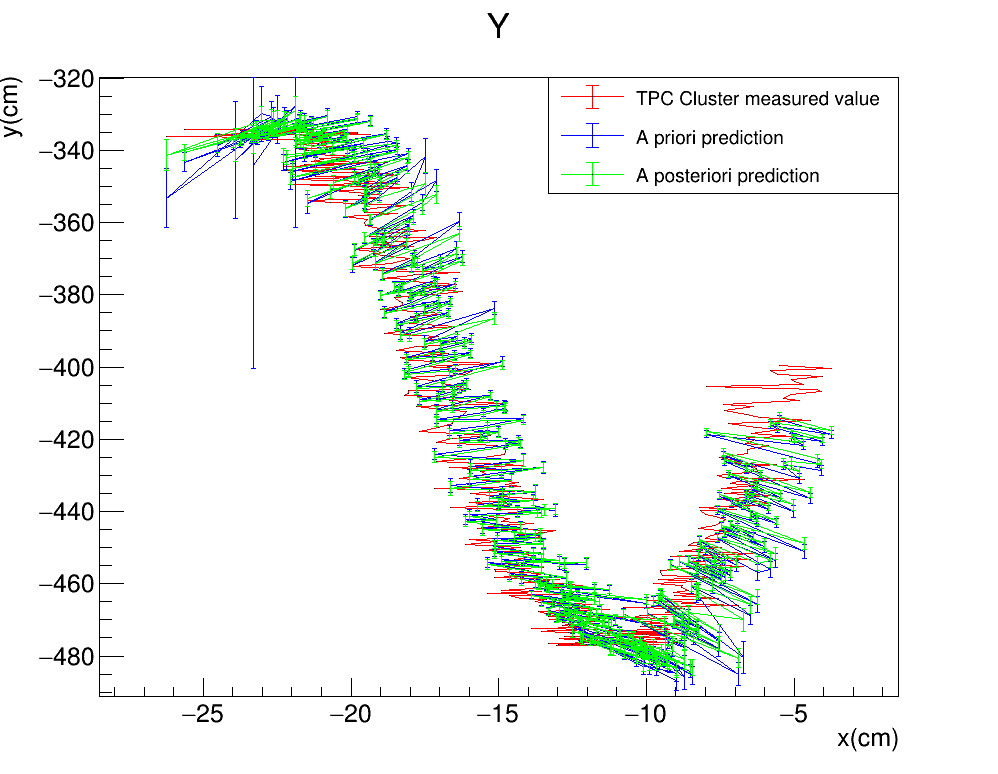 Y
y(cm)
−320
−340
−360
−380
−400
−420
−440
−460
−480
TPC Cluster measured value
A priori prediction
A posteriori prediction
−25
−20
−15
−10
−5
x(cm)